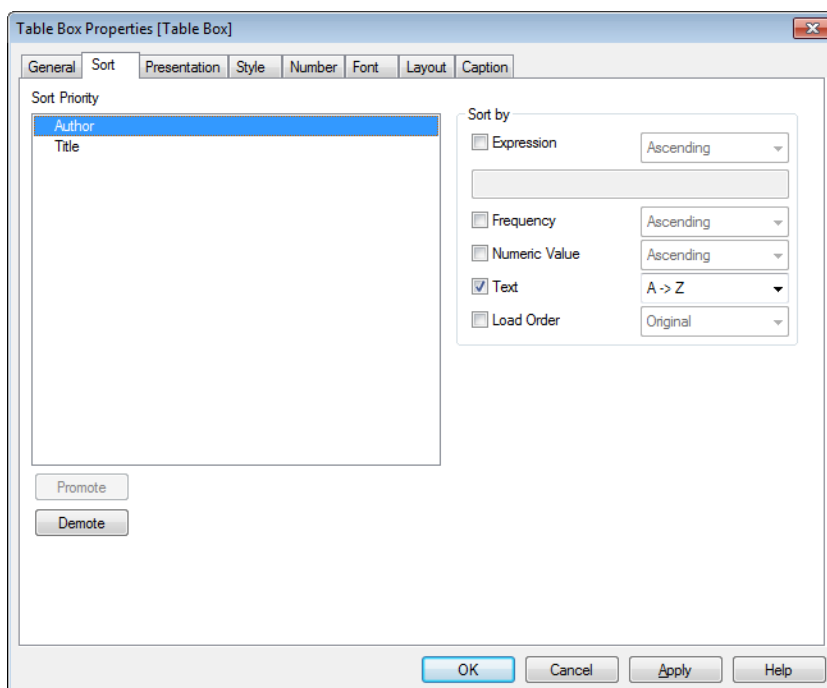 Table Box Properties [Table Box]
General Sort Presentation Style Number Font Layout Caption
Sort Priority
Author
Title
Promote
Demote
Sort by
Expression Ascending
Frequency Ascending
Numeric Value Ascending
Text A -> Z
Load Order Original
OK Cancel Apply Help